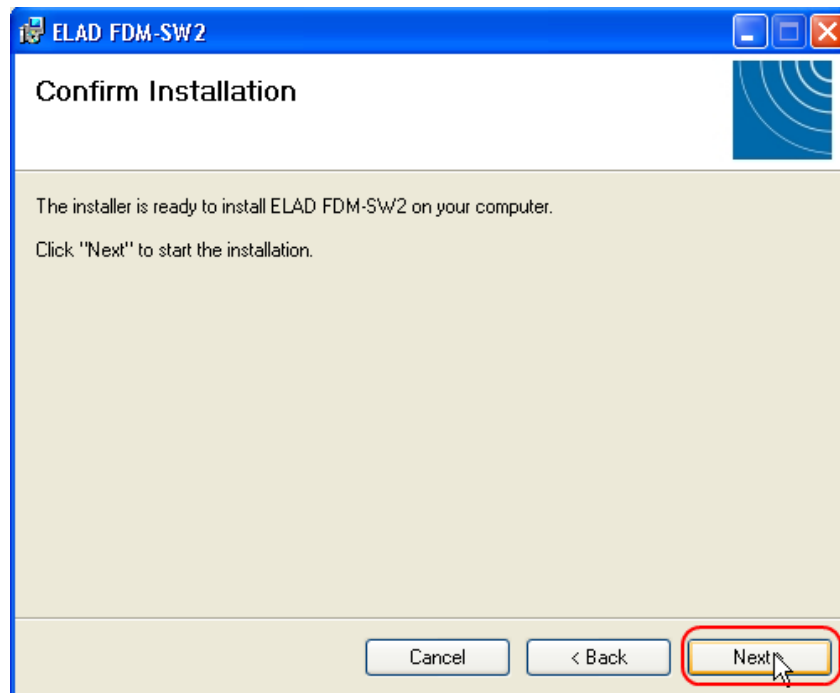 ELAD FDM-SW2
Confirm Installation
The installer is ready to install ELAD FDM-SW2 on your computer.
Click "Next" to start the installation.
Cancel
< Back
Next